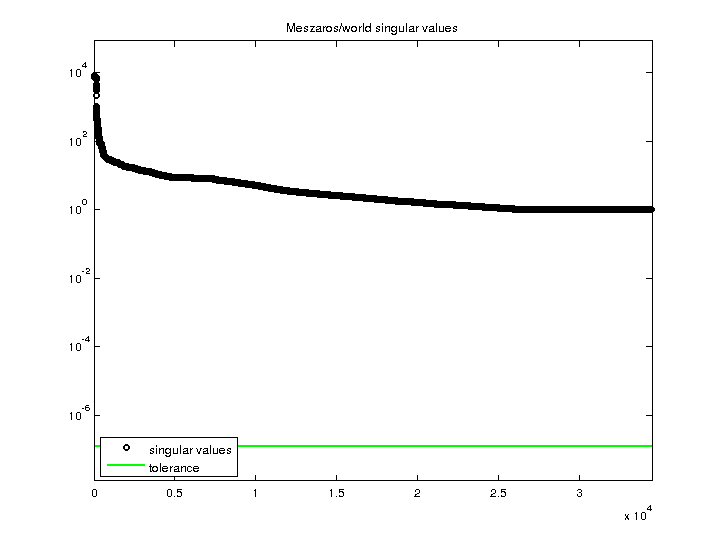 Meszaros/world singular values
10^4
10^2
10^0
10^-2
10^-4
10^-6
singular values
tolerance
0 0.5 1 1.5 2 2.5 3
x 10^4